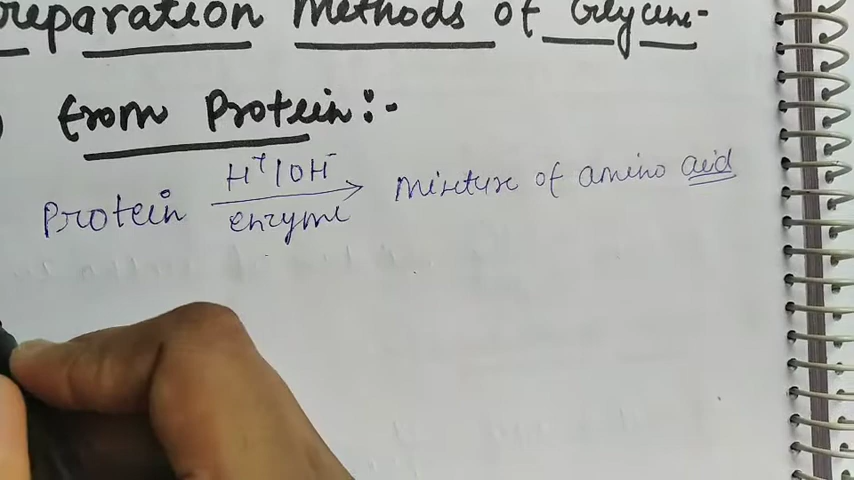 reparation Methods of Glycine-
) from Protein:-
H+/OH-
Protein → mixture of amino acid
enzyme